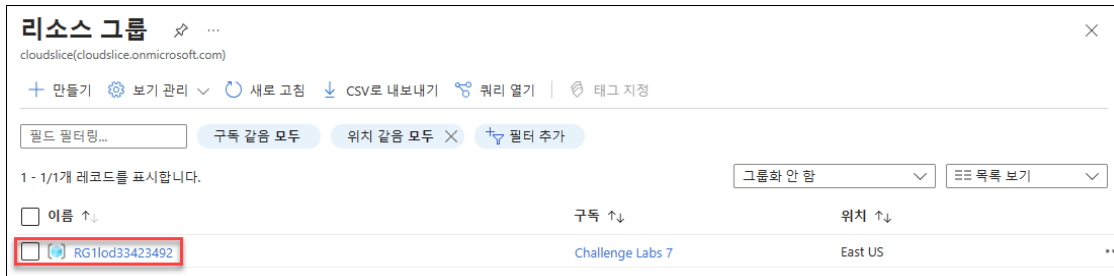 리소스 그룹
cloudslice(cloudslice.onmicrosoft.com)
만들기 보기 관리 새로 고침 CSV로 내보내기 쿼리 열기 태그 지정
필드 필터링... 구독 같음 모두 위치 같음 모두 필터 추가
1 - 1/1개 레코드를 표시합니다. 그룹화 안 함 목록 보기
이름 구독 위치
RG1lod33423492 Challenge Labs 7 East US